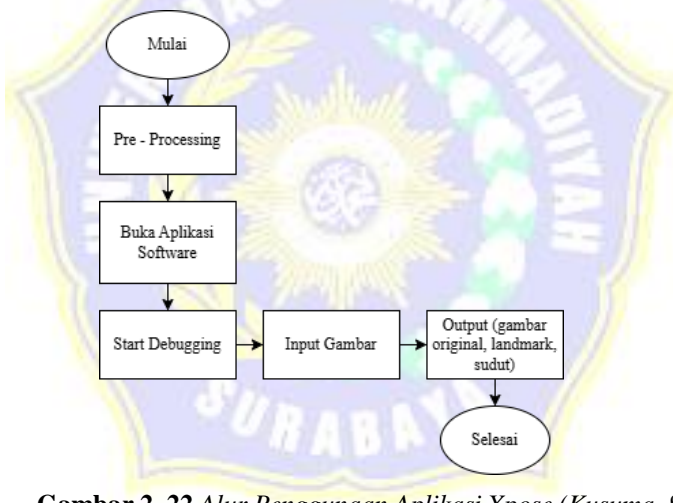 Mulai
Pre - Processing
Buka Aplikasi
Software
Start Debugging
Input Gambar
Output (gambar
original, landmark,
sudut)
Selesai
SURABAYA
Gambar 2. 22 Alur Penggunaan Aplikasi Xpose (Kusuma,